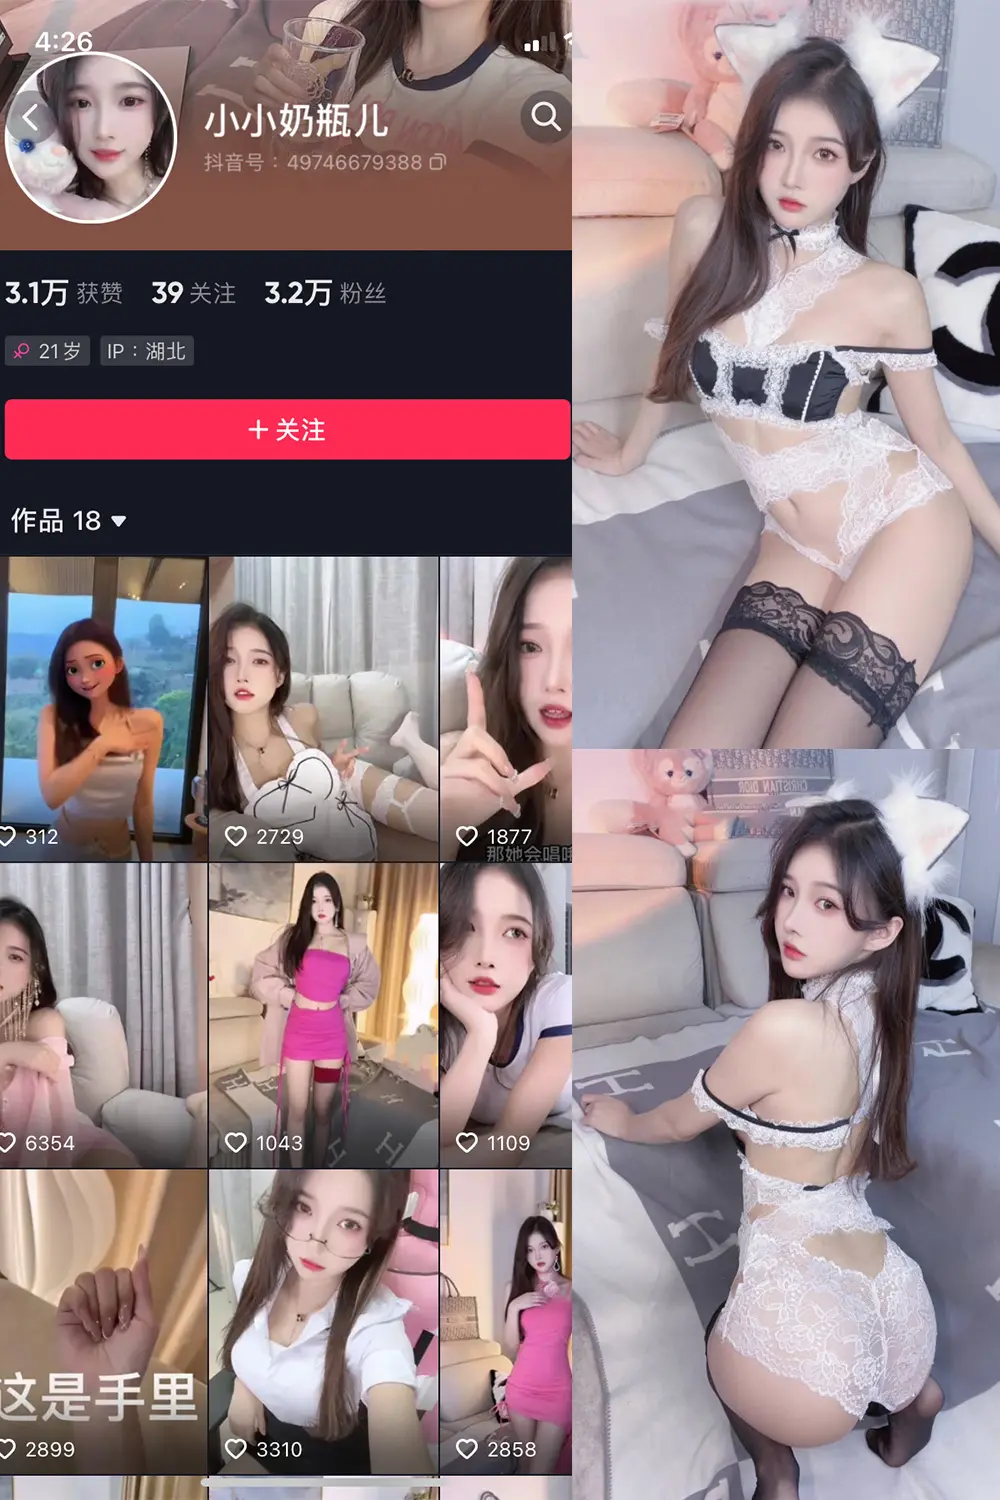 4:26
小小奶瓶儿
抖音号：49746679388
3.1万 获赞 39 关注 3.2万 粉丝
21岁 IP：湖北
+ 关注
作品 18
312
2729
那她会唱
1877
6354
1043
1109
这是手里
2899
3310
2858
CHRISTIAN DIOR
H
H
H
H
H